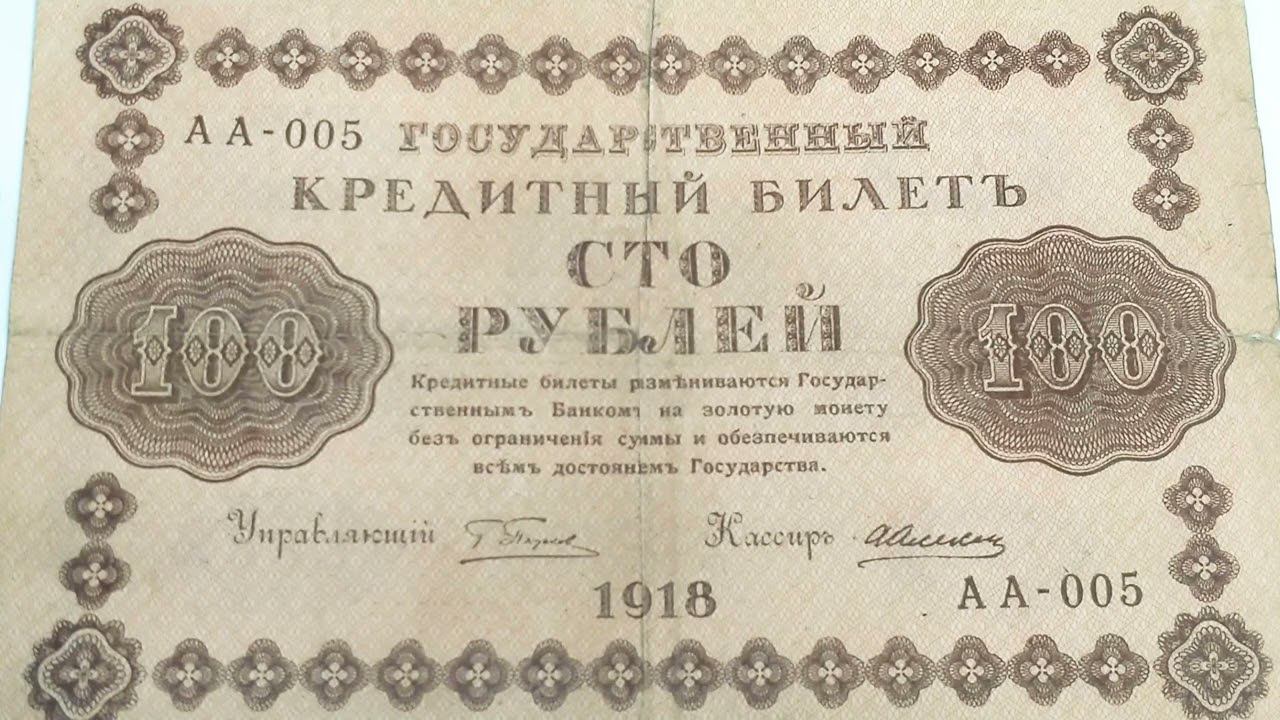 АА-005 ГОСУДАРСТВЕННЫЙ
КРЕДИТНЫЙ БИЛЕТЪ
СТО
РУБЛЕЙ
100
100
Кредитные билеты размѣниваются Государ-
ственнымъ Банкомъ на золотую монету
безъ ограниченія суммы и обезпечиваются
всѣмъ достояніемъ Государства.
Управляющій
Кассиръ
1918
АА-005